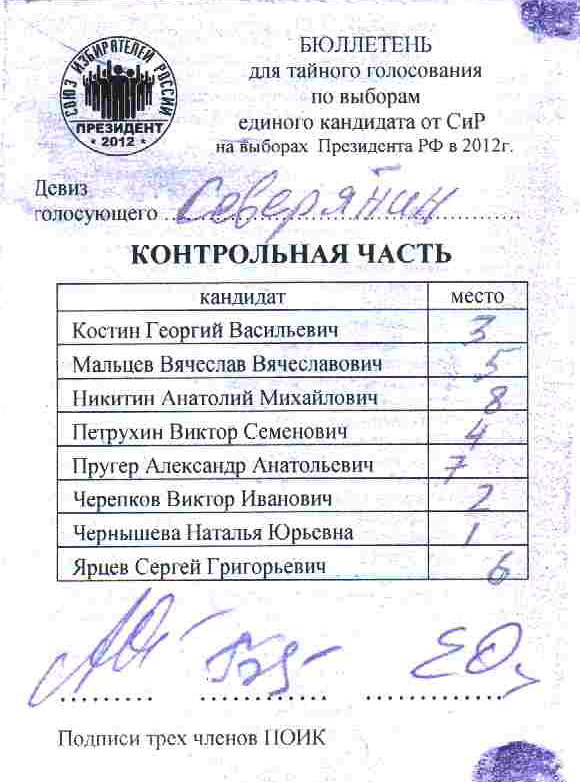 СОЮЗ ИЗБИРАТЕЛЕЙ РОССИИ
ПРЕЗИДЕНТ
2012
БЮЛЛЕТЕНЬ
для тайного голосования
по выборам
единого кандидата от СиР
на выборах Президента РФ в 2012г.
Девиз
голосующего Северянин
КОНТРОЛЬНАЯ ЧАСТЬ
кандидат место
Костин Георгий Васильевич 3
Мальцев Вячеслав Вячеславович 5
Никитин Анатолий Михайлович 8
Петрухин Виктор Семенович 4
Пругер Александр Анатольевич 7
Черепков Виктор Иванович 2
Чернышева Наталья Юрьевна 1
Ярцев Сергей Григорьевич 6
Подписи трех членов ЦОИК